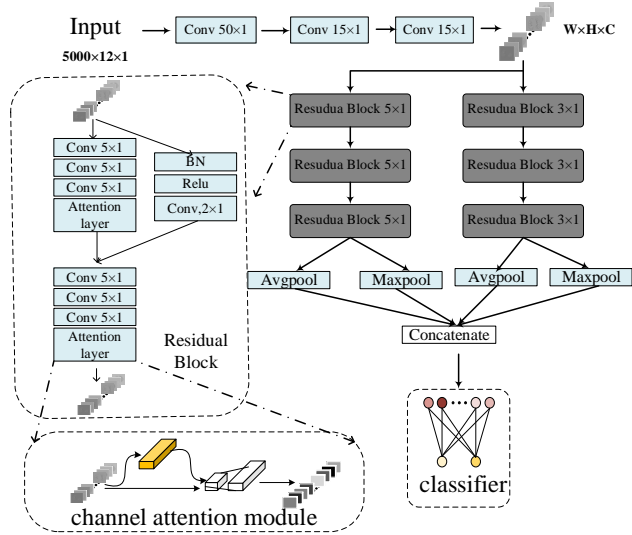 Input
5000×12×1
Conv 50×1
Conv 15×1
Conv 15×1
W×H×C
Resudua Block 5×1
Resudua Block 3×1
Resudua Block 5×1
Resudua Block 3×1
Resudua Block 5×1
Resudua Block 3×1
Avgpool
Maxpool
Avgpool
Maxpool
Concatenate
classifier
Conv 5×1
Conv 5×1
Conv 5×1
Attention
layer
BN
Relu
Conv,2×1
Conv 5×1
Conv 5×1
Conv 5×1
Attention
layer
Residual
Block
channel attention module